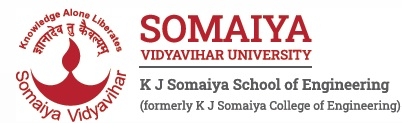 Knowledge Alone Liberates
ज्ञानादेव तु कैवल्यम्
Somaiya Vidyavihar
SOMAIYA
VIDYAVIHAR UNIVERSITY
K J Somaiya School of Engineering
(formerly K J Somaiya College of Engineering)